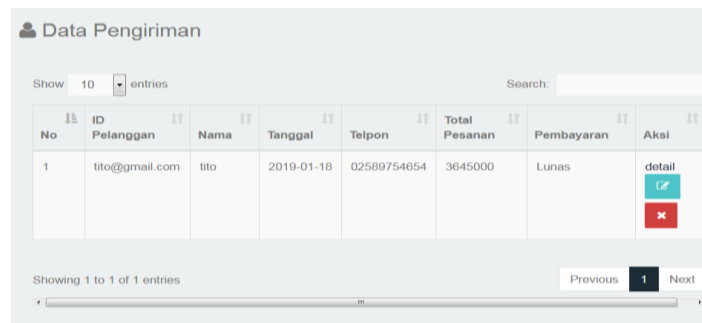 Data Pengiriman
Show 10 entries Search:
No ID Pelanggan Nama Tanggal Telpon Total Pesanan Pembayaran Aksi
1 tito@gmail.com tito 2019-01-18 02589754654 3645000 Lunas detail
Showing 1 to 1 of 1 entries Previous 1 Next